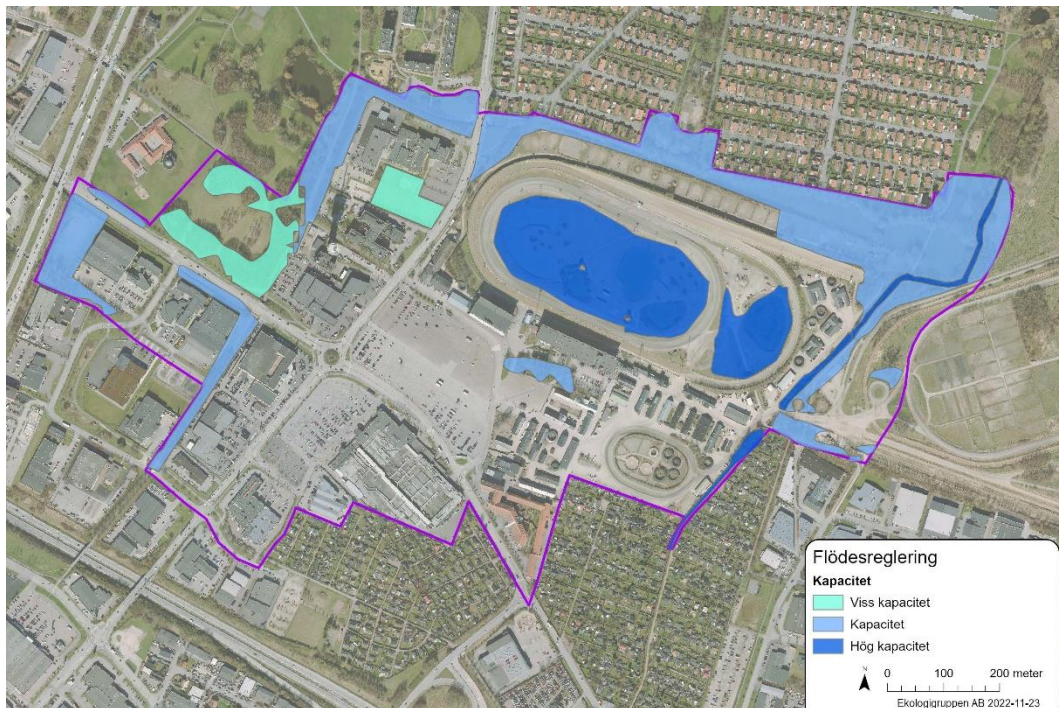 Flödesreglering
Kapacitet
Viss kapacitet
Kapacitet
Hög kapacitet
N
0 100 200 meter
Ekologigruppen AB 2022-11-23